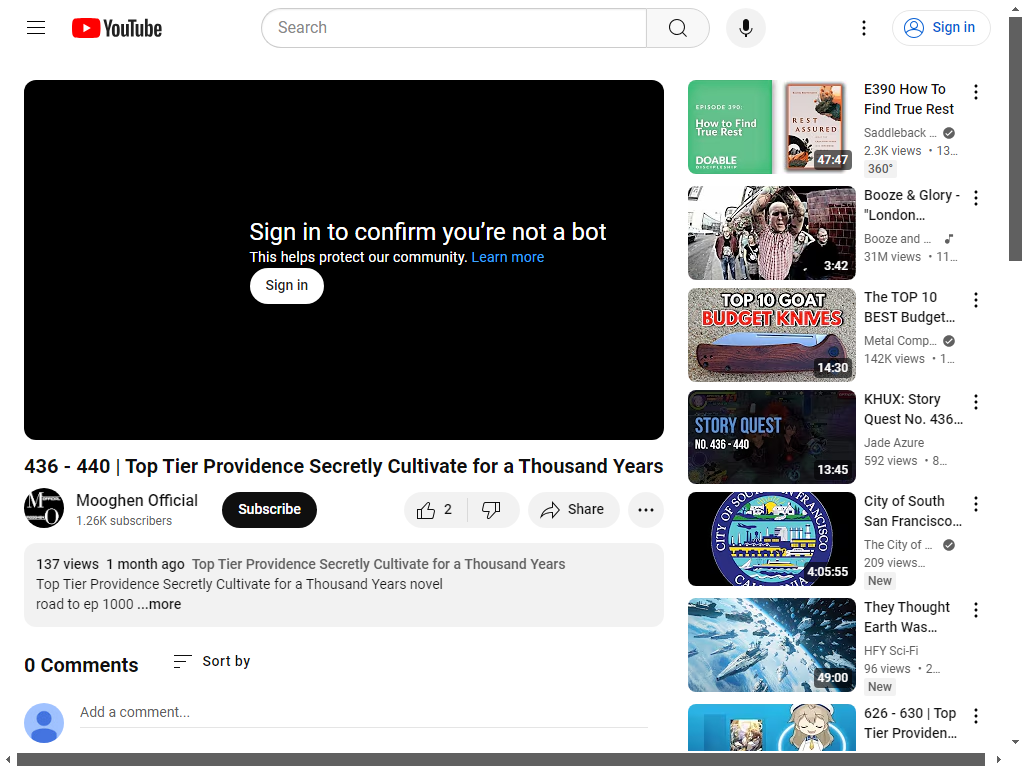 YouTube
Search
Sign in
Sign in to confirm you’re not a bot
This helps protect our community. Learn more
Sign in
436 - 440 | Top Tier Providence Secretly Cultivate for a Thousand Years
Mooghen Official
1.26K subscribers
Subscribe
2
Share
137 views 1 month ago Top Tier Providence Secretly Cultivate for a Thousand Years
Top Tier Providence Secretly Cultivate for a Thousand Years novel
road to ep 1000 ...more
0 Comments
Sort by
Add a comment...
EPISODE 390:
How to Find
True Rest
DOABLE
REST
ASSURED
47:47
E390 How To
Find True Rest
Saddleback ...
2.3K views • 13...
360°
3:42
Booze & Glory -
"London...
Booze and ...
31M views • 11...
TOP 10 GOAT
BUDGET KNIVES
14:30
The TOP 10
BEST Budget...
Metal Comp...
142K views • 1...
STORY QUEST
NO. 436 - 440
13:45
KHUX: Story
Quest No. 436...
Jade Azure
592 views • 8...
CITY OF SOUTH SAN FRANCISCO
CALIFORNIA
4:05:55
City of South
San Francisco...
The City of ...
209 views...
New
49:00
They Thought
Earth Was...
HFY Sci-Fi
96 views • 2...
New
626 - 630 | Top
Tier Providen...